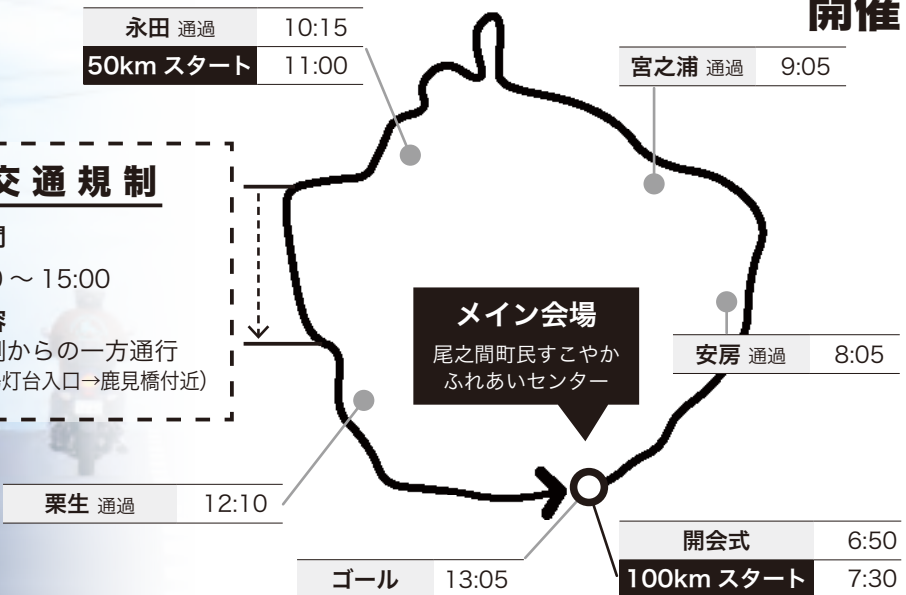 開催
永田 通過 10:15
50km スタート 11:00
宮之浦 通過 9:05
交通規制
～ 15:00
からの一方通行
灯台入口→鹿見橋付近）
メイン会場
尾之間町民すこやか
ふれあいセンター
安房 通過 8:05
栗生 通過 12:10
開会式 6:50
ゴール 13:05
100km スタート 7:30